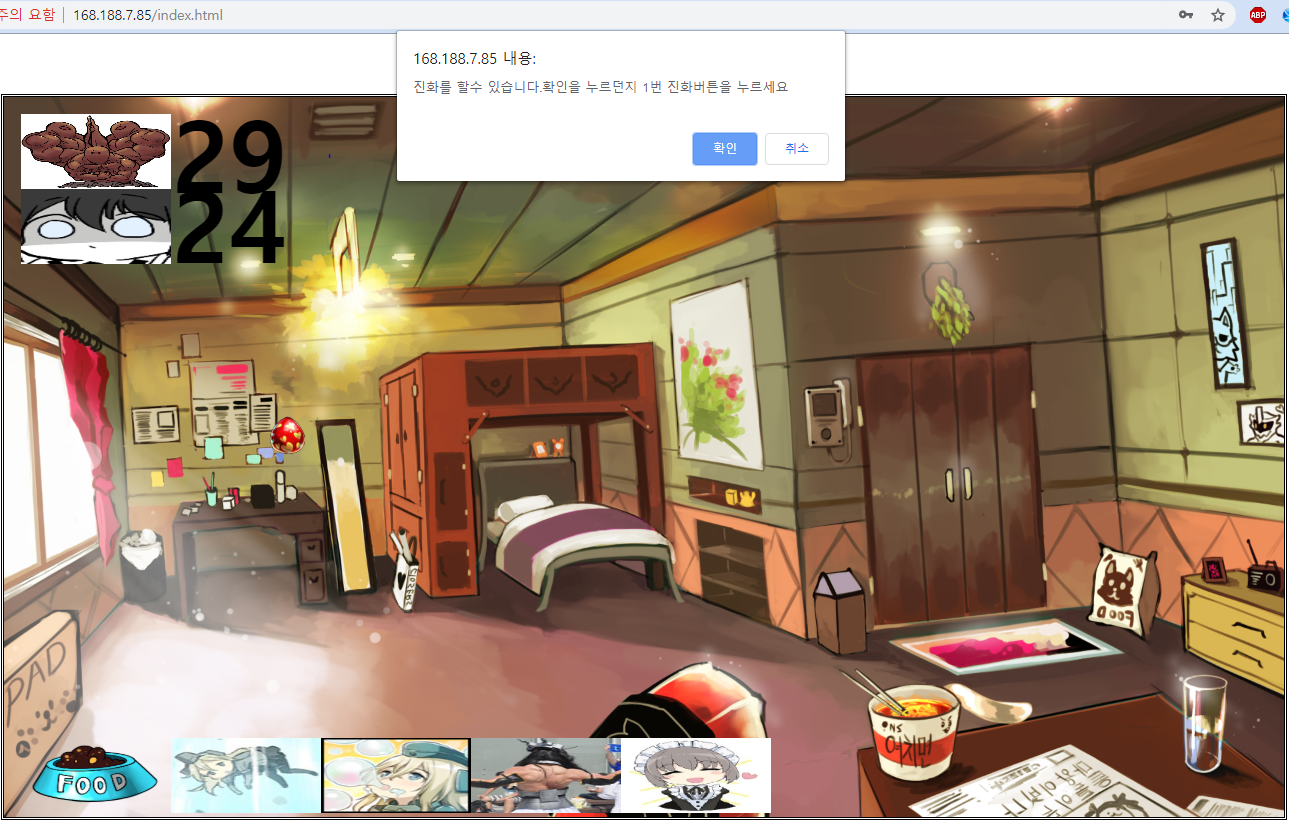 주의 요함
168.188.7.85/index.html
ABP
168.188.7.85 내용:
진화를 할수 있습니다.확인을 누르던지 1번 진화버튼을 누르세요
확인
취소
29
24
FOOD
PAD
FOOD